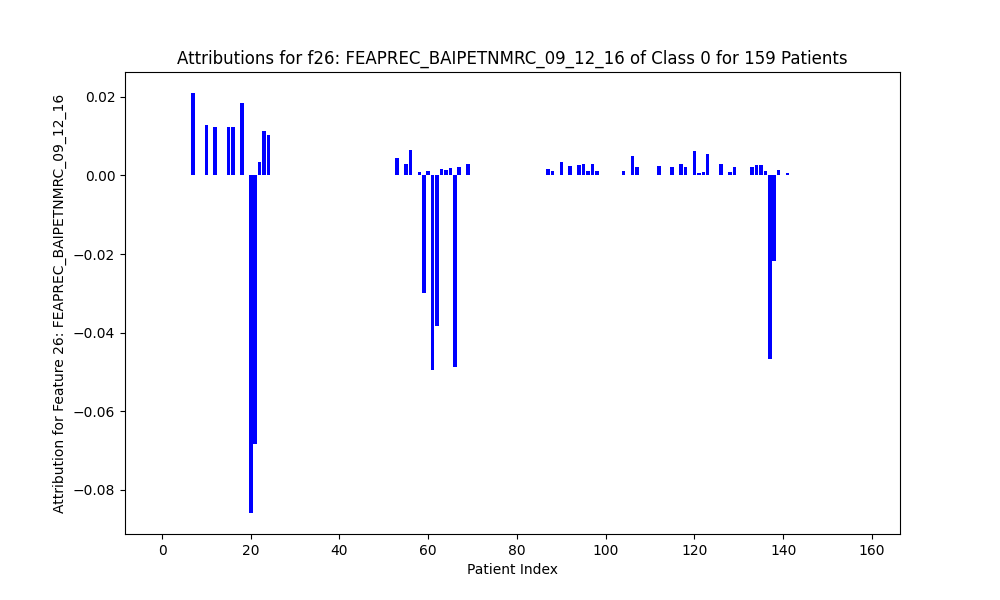 Attributions for f26: FEAPREC_BAIPETNMRC_09_12_16 of Class 0 for 159 Patients
Attribution for Feature 26: FEAPREC_BAIPETNMRC_09_12_16
0.02
0.00
−0.02
−0.04
−0.06
−0.08
0 20 40 60 80 100 120 140 160
Patient Index